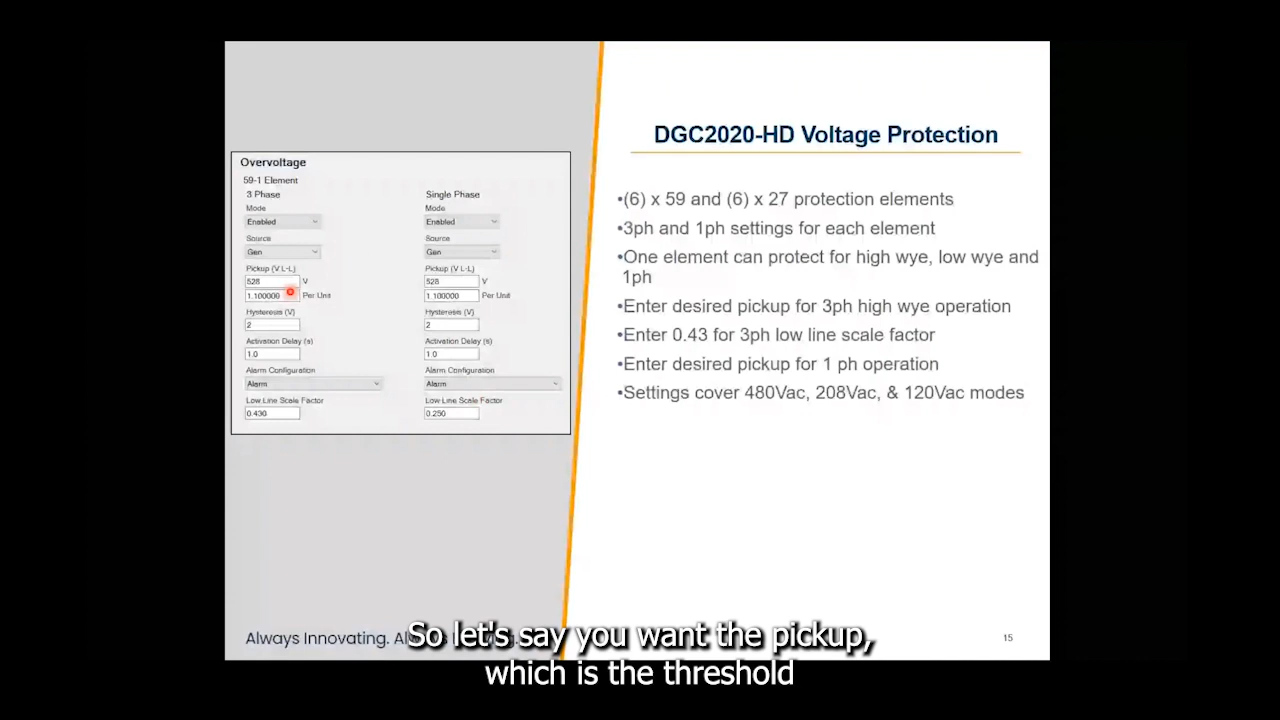 DGC2020-HD Voltage Protection
Overvoltage
59-1 Element
3 Phase
Mode
Enabled
Source
Gen
Pickup (V L-L)
528 V
1.100000 Per Unit
Hysteresis (V)
2
Activation Delay (s)
1.0
Alarm Configuration
Alarm
Low Line Scale Factor
0.430
Single Phase
Mode
Enabled
Source
Gen
Pickup (V L-L)
528 V
1.100000 Per Unit
Hysteresis (V)
2
Activation Delay (s)
1.0
Alarm Configuration
Alarm
Low Line Scale Factor
0.250
•(6) x 59 and (6) x 27 protection elements
•3ph and 1ph settings for each element
•One element can protect for high wye, low wye and
1ph
•Enter desired pickup for 3ph high wye operation
•Enter 0.43 for 3ph low line scale factor
•Enter desired pickup for 1 ph operation
•Settings cover 480Vac, 208Vac, & 120Vac modes
Always Innovating.
15
So let's say you want the pickup,
which is the threshold